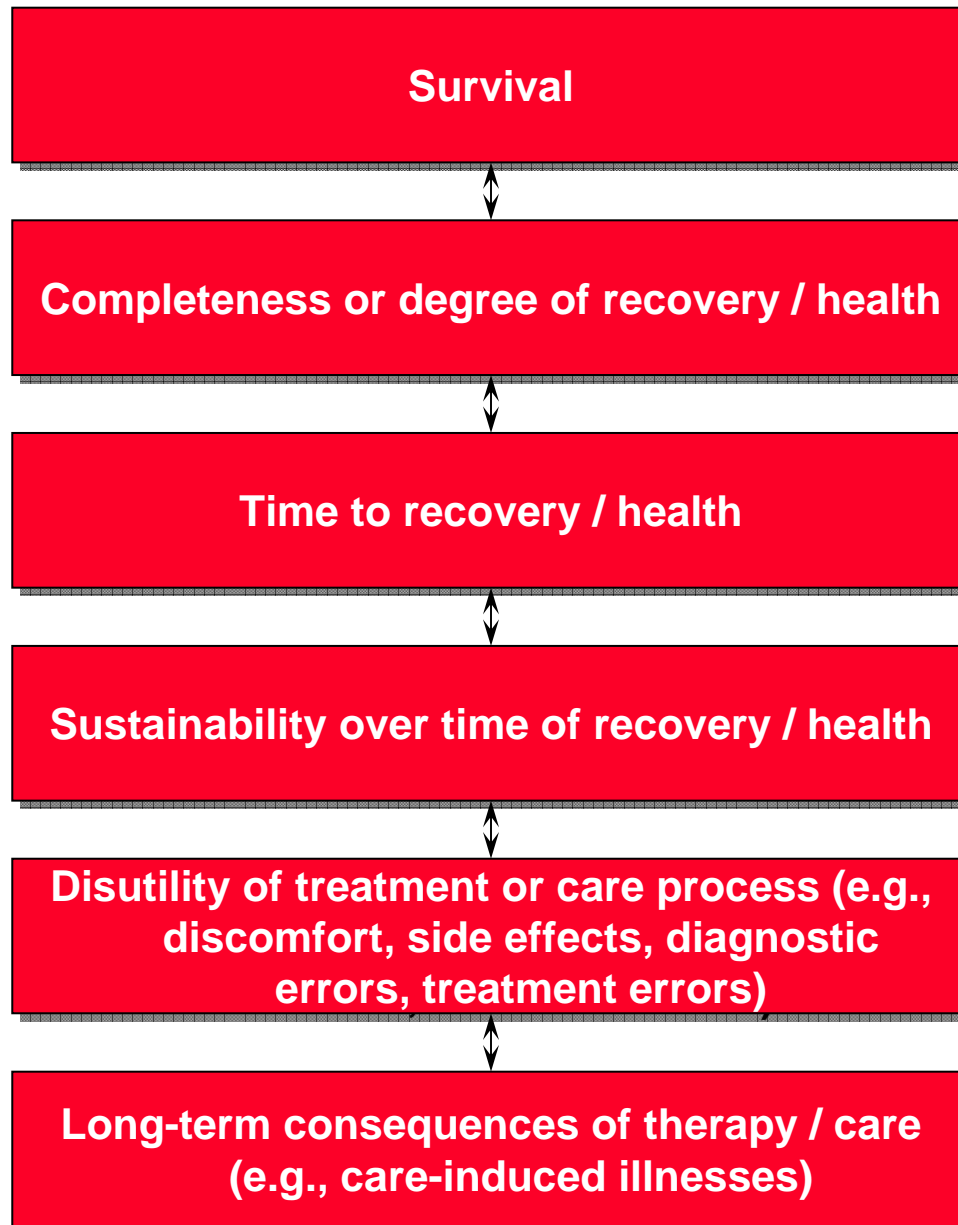 Survival
Completeness or degree of recovery / health
Time to recovery / health
Sustainability over time of recovery / health
Disutility of treatment or care process (e.g.,
discomfort, side effects, diagnostic
errors, treatment errors)
Long-term consequences of therapy / care
(e.g., care-induced illnesses)